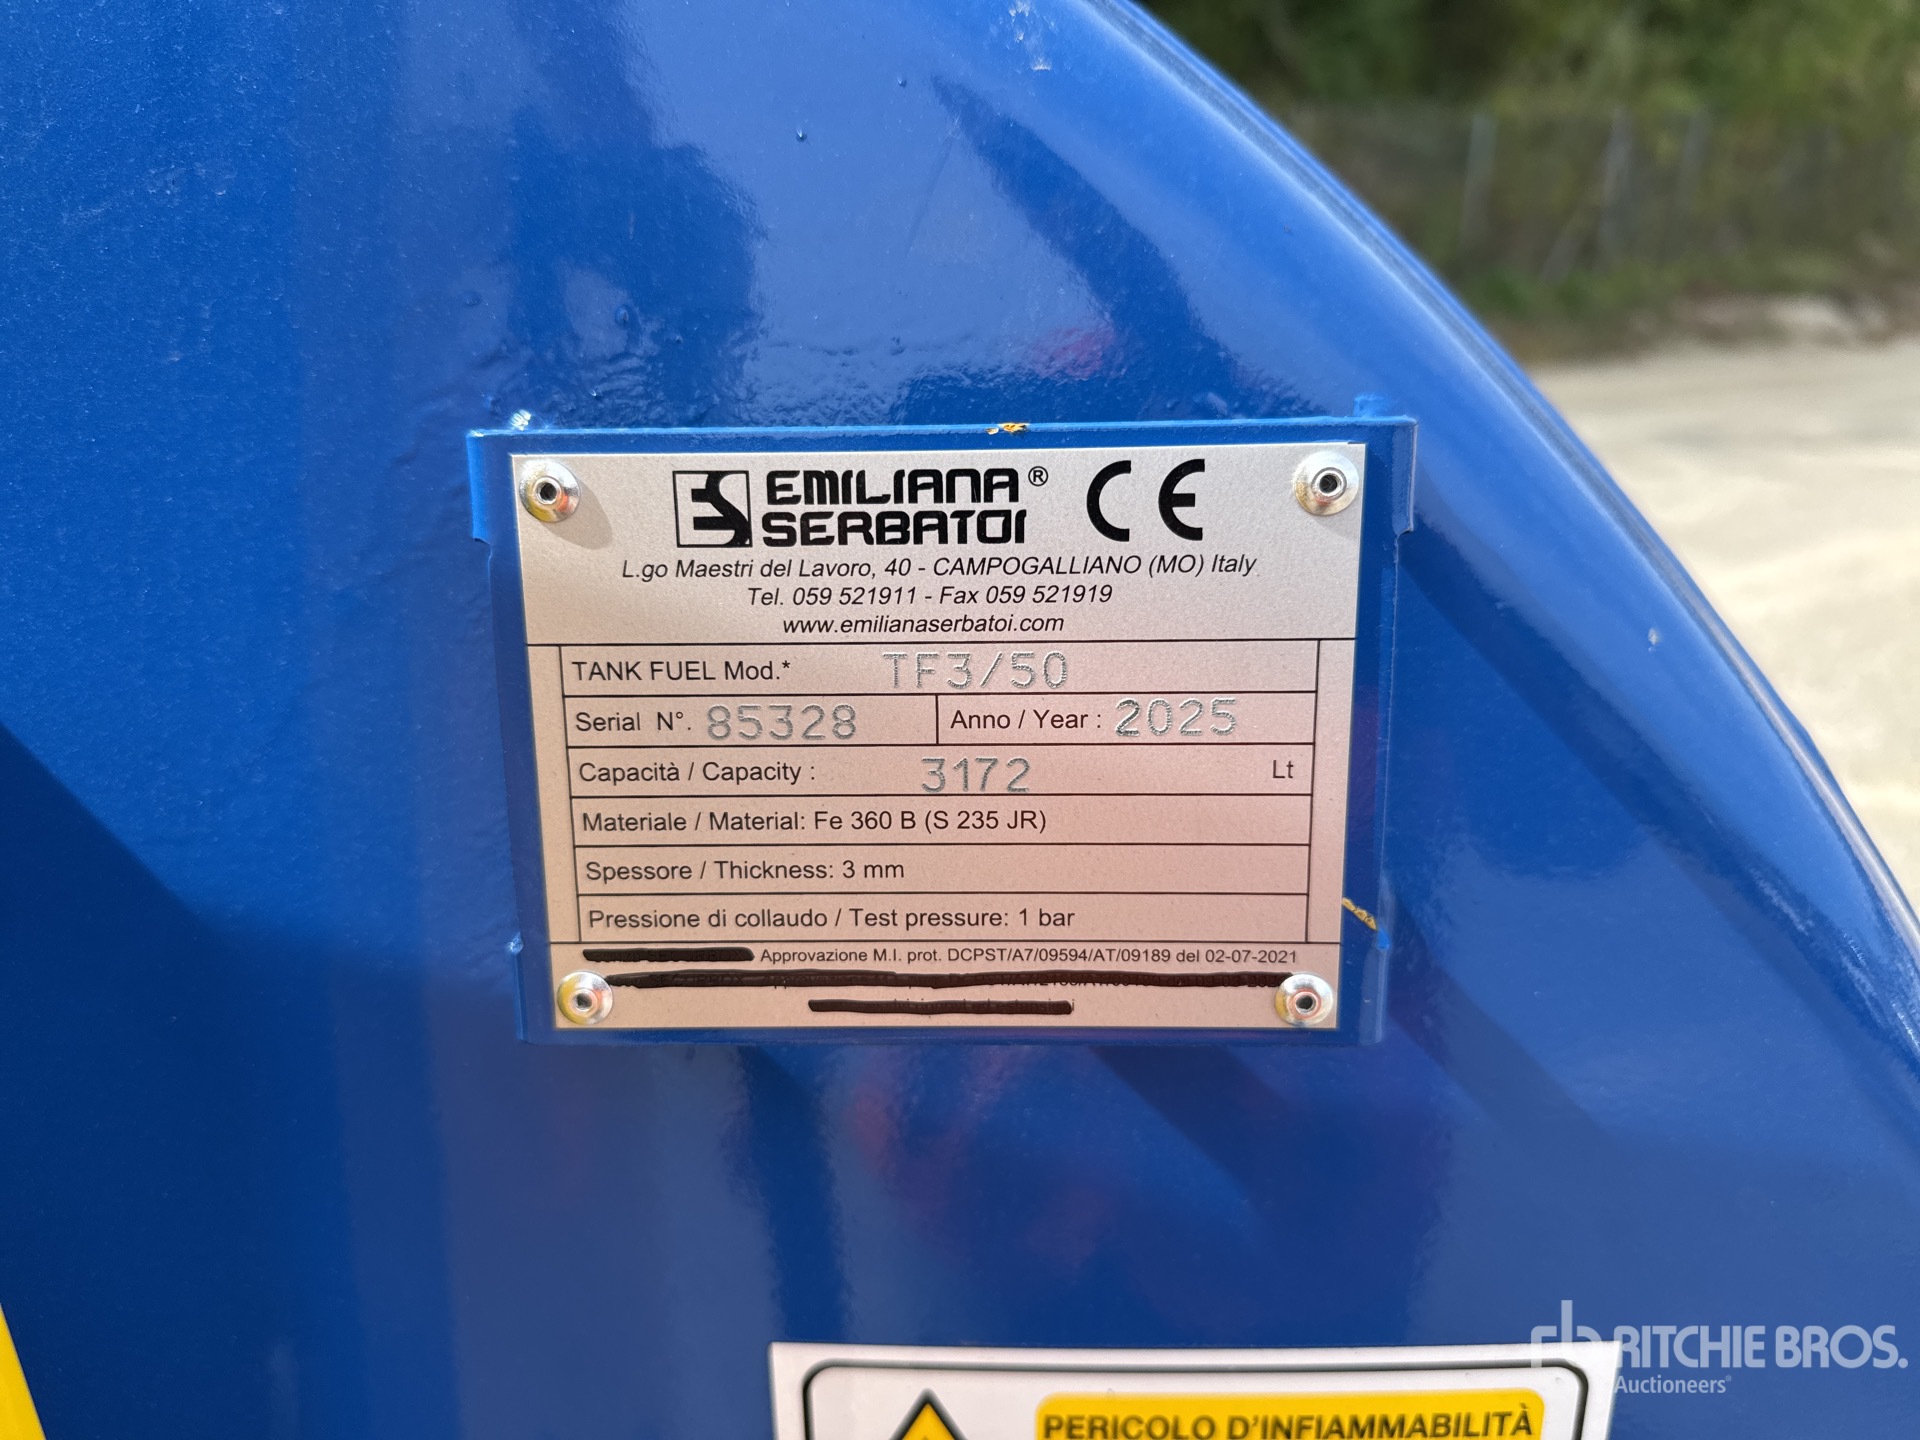 EMILIANA®
SERBATOI
CE
L.go Maestri del Lavoro, 40 - CAMPOGALLIANO (MO) Italy
Tel. 059 521911 - Fax 059 521919
www.emilianaserbatoi.com
TANK FUEL Mod.* TF3/50
Serial N°. 85328 Anno / Year : 2025
Capacità / Capacity : 3172 Lt
Materiale / Material: Fe 360 B (S 235 JR)
Spessore / Thickness: 3 mm
Pressione di collaudo / Test pressure: 1 bar
Approvazione M.I. prot. DCPST/A7/09594/AT/09189 del 02-07-2021
PERICOLO D'INFIAMMABILITÀ
rb RITCHIE BROS.
Auctioneers®